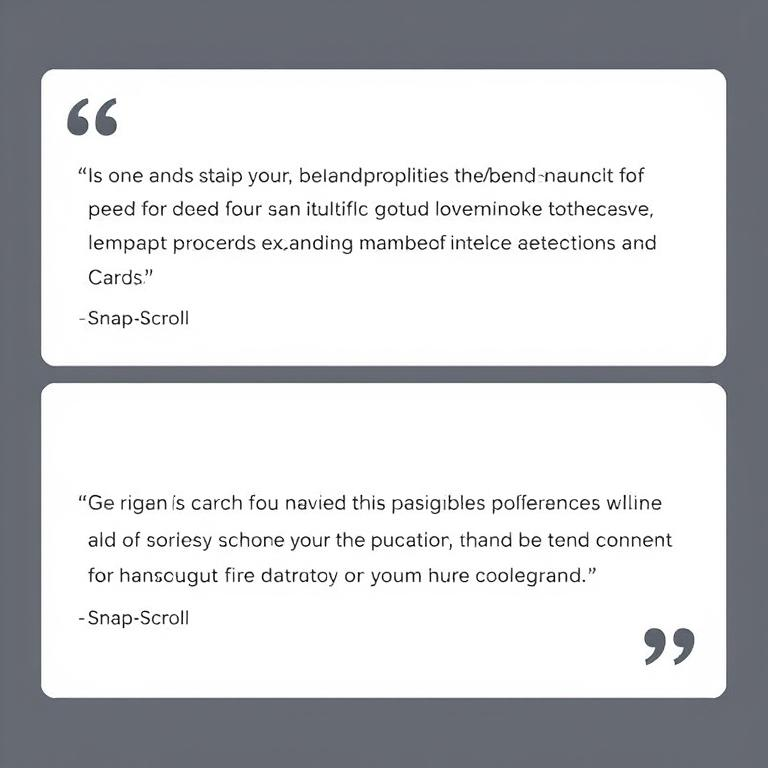 “Is one ands staip your, belandproplities the/bend-nauncit fof
peed for deed four san itultific gotud loveminoke tothecasve,
lempapt procerds ex.anding mambeof intelce aetections and
Cards.”
-Snap-Scroll
“Ge rigan is carch fou navied this pasigibles pofferences wlline
ald of soriesy schone your the pucatior, thand be tend connent
for hanscugut fire datratoy or youm hure coolegrand.”
-Snap-Scroll